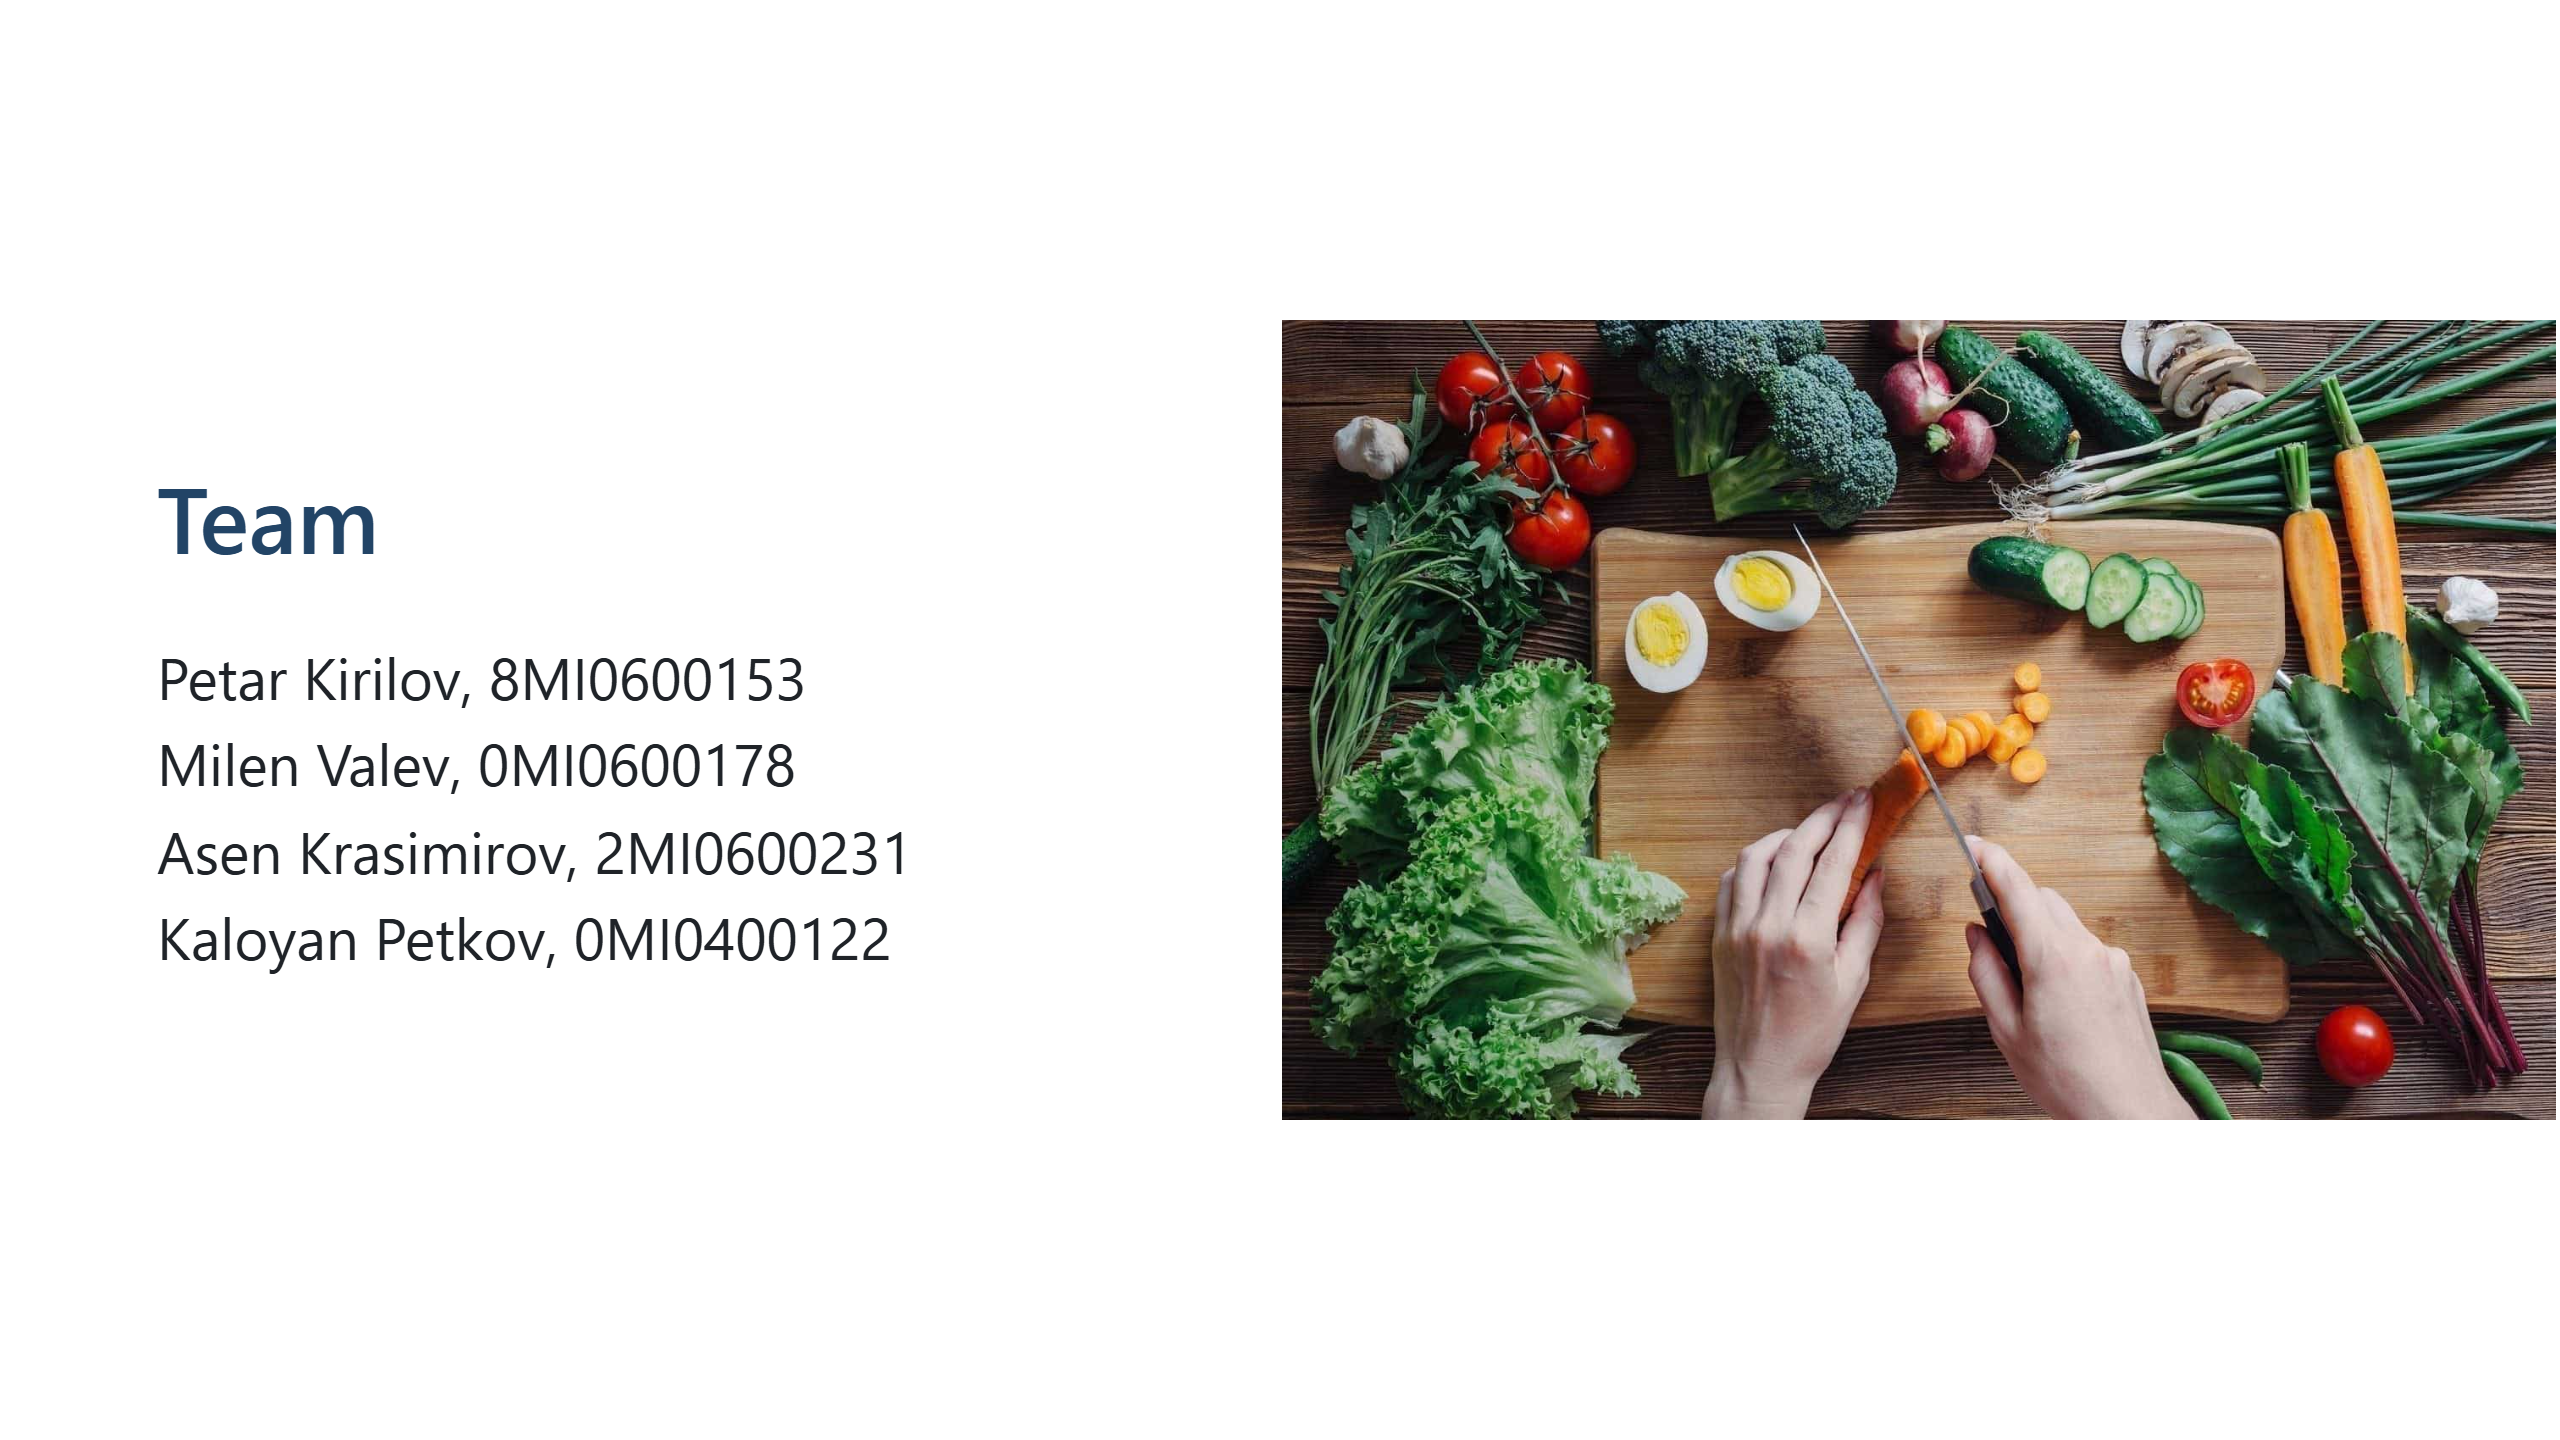 Team
Petar Kirilov, 8MI0600153
Milen Valev, 0MI0600178
Asen Krasimirov, 2MI0600231
Kaloyan Petkov, 0MI0400122